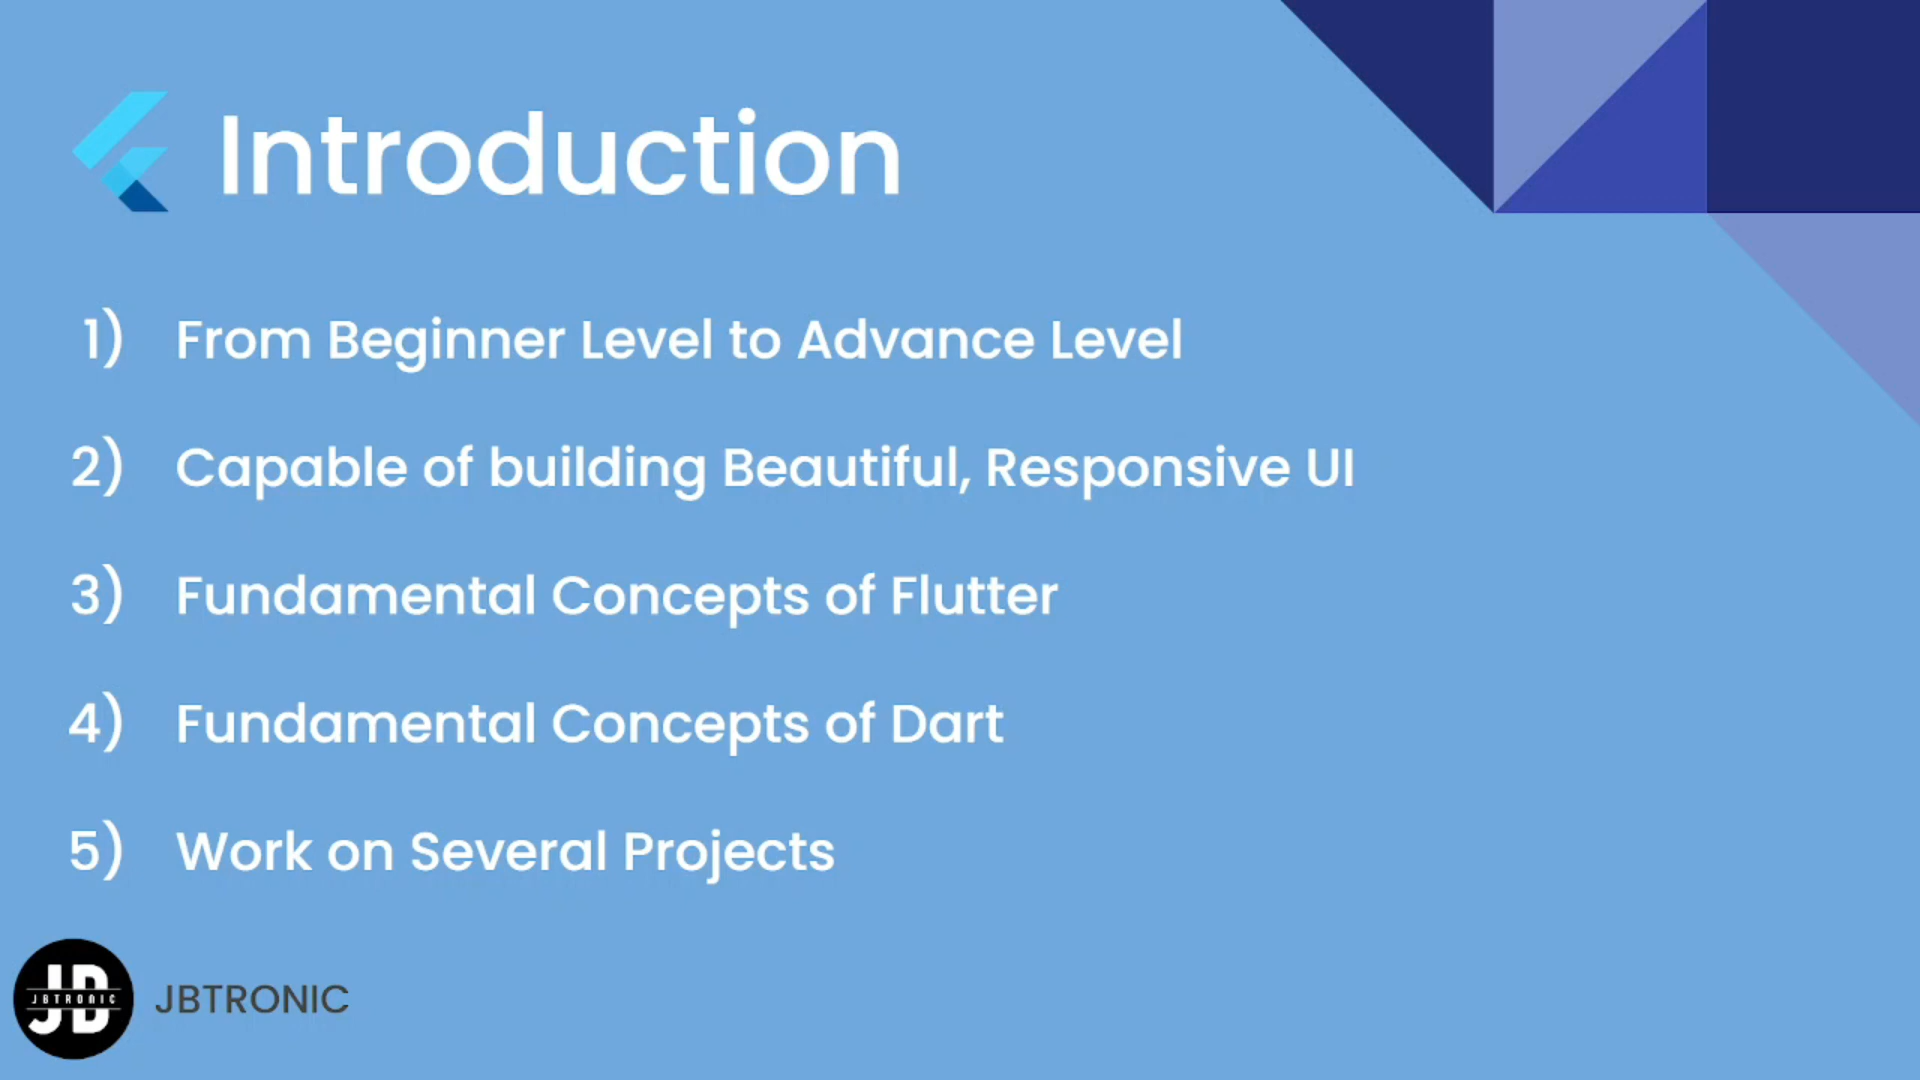 Introduction
1) From Beginner Level to Advance Level
2) Capable of building Beautiful, Responsive UI
3) Fundamental Concepts of Flutter
4) Fundamental Concepts of Dart
5) Work on Several Projects
JBTRONIC
JBTRONIC